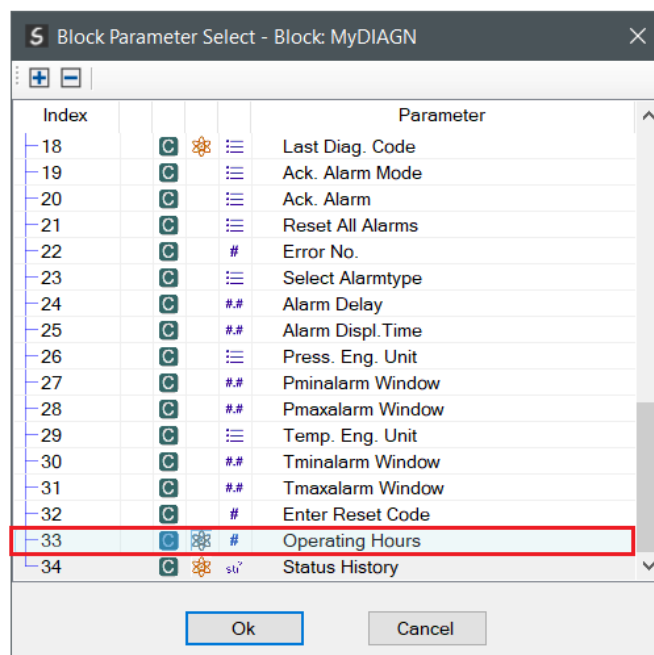 S Block Parameter Select - Block: MyDIAGN
Index Parameter
18 C Last Diag. Code
19 C Ack. Alarm Mode
20 C Ack. Alarm
21 C Reset All Alarms
22 C # Error No.
23 C Select Alarmtype
24 C #.# Alarm Delay
25 C #.# Alarm Displ.Time
26 C Press. Eng. Unit
27 C #.# Pminalarm Window
28 C #.# Pmaxalarm Window
29 C Temp. Eng. Unit
30 C #.# Tminalarm Window
31 C #.# Tmaxalarm Window
32 C # Enter Reset Code
33 C # Operating Hours
34 C Status History
Ok Cancel